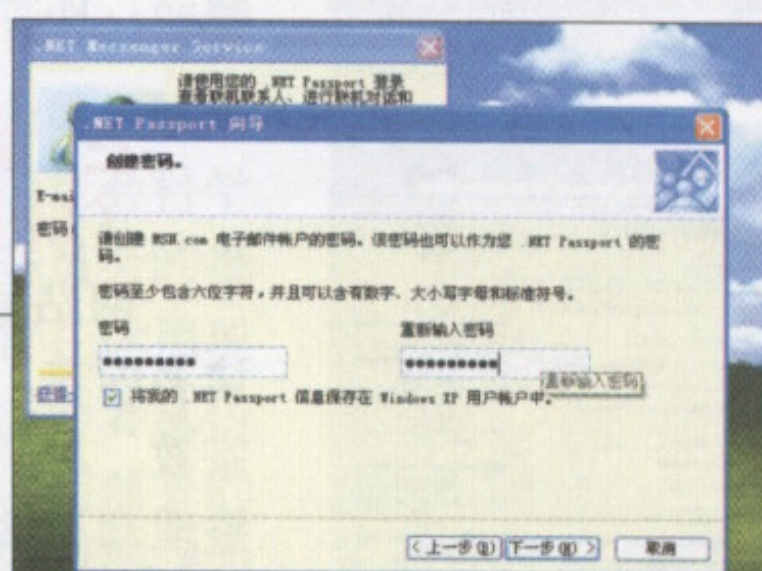 .NET Messenger Service
请使用您的 .NET Passport 登录
查看联机联系人、进行联机对话和
.NET Passport 向导
创建密码。
E-mai
密码
请创建 MSN.com 电子邮件帐户的密码。该密码也可以作为您 .NET Passport 的密
码。
密码至少包含六位字符，并且可以含有数字、大小写字母和标准符号。
密码
重新输入密码
重新输入密码
将我的 .NET Passport 信息保存在 Windows XP 用户帐户中。
<上一步(B)
下一步(N) >
取消